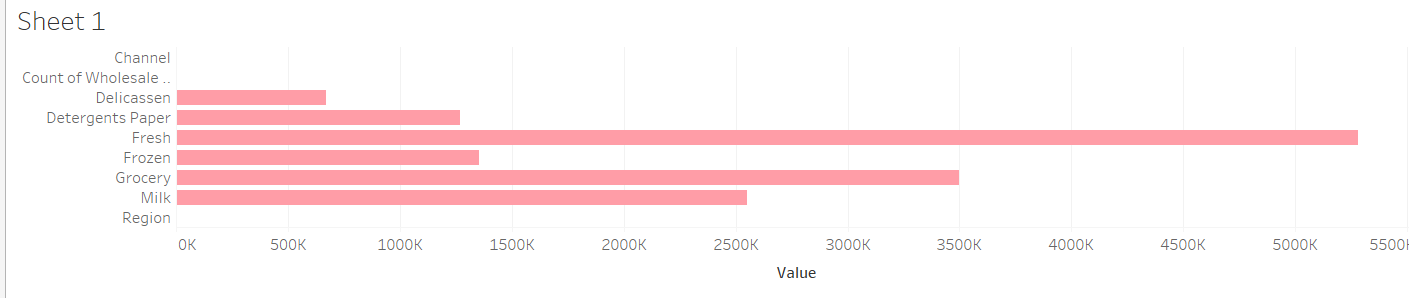 Sheet 1
Channel
Count of Wholesale ..
Delicassen
Detergents Paper
Fresh
Frozen
Grocery
Milk
Region
0K 500K 1000K 1500K 2000K 2500K 3000K 3500K 4000K 4500K 5000K 5500K
Value